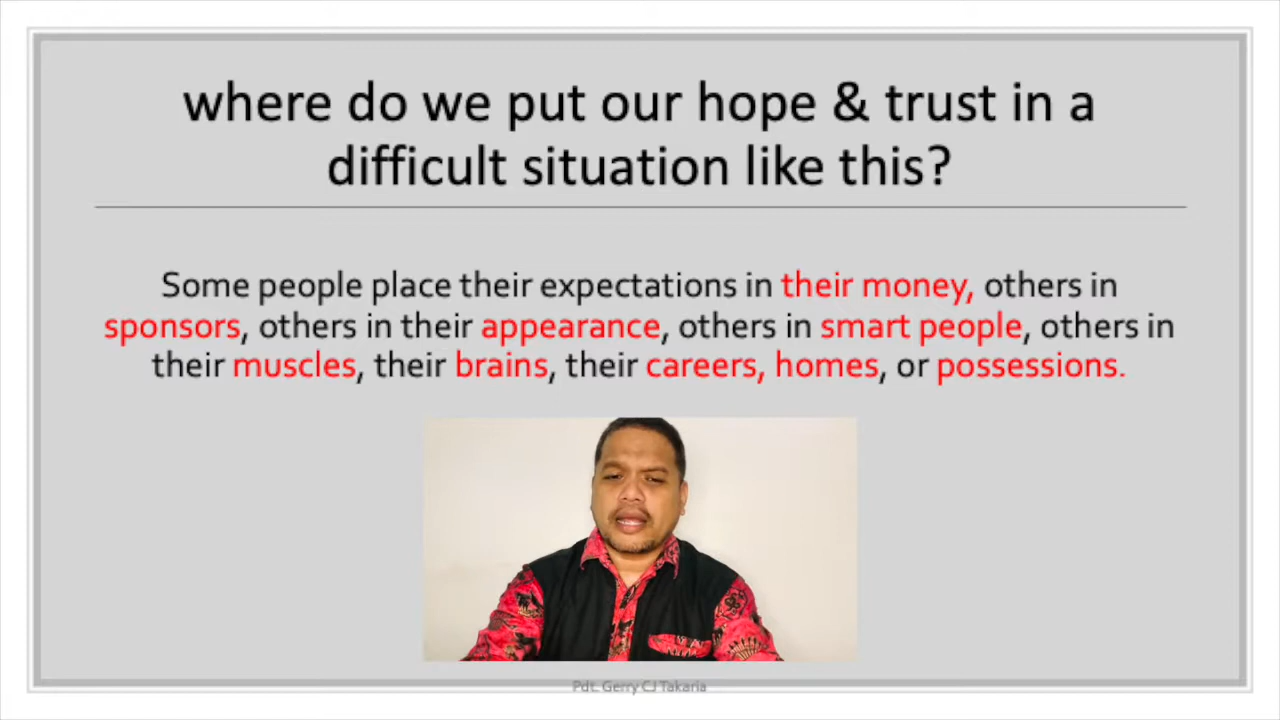 where do we put our hope & trust in a
difficult situation like this?
Some people place their expectations in their money, others in
sponsors, others in their appearance, others in smart people, others in
their muscles, their brains, their careers, homes, or possessions.
Pdt. Gerry CJ Takaria